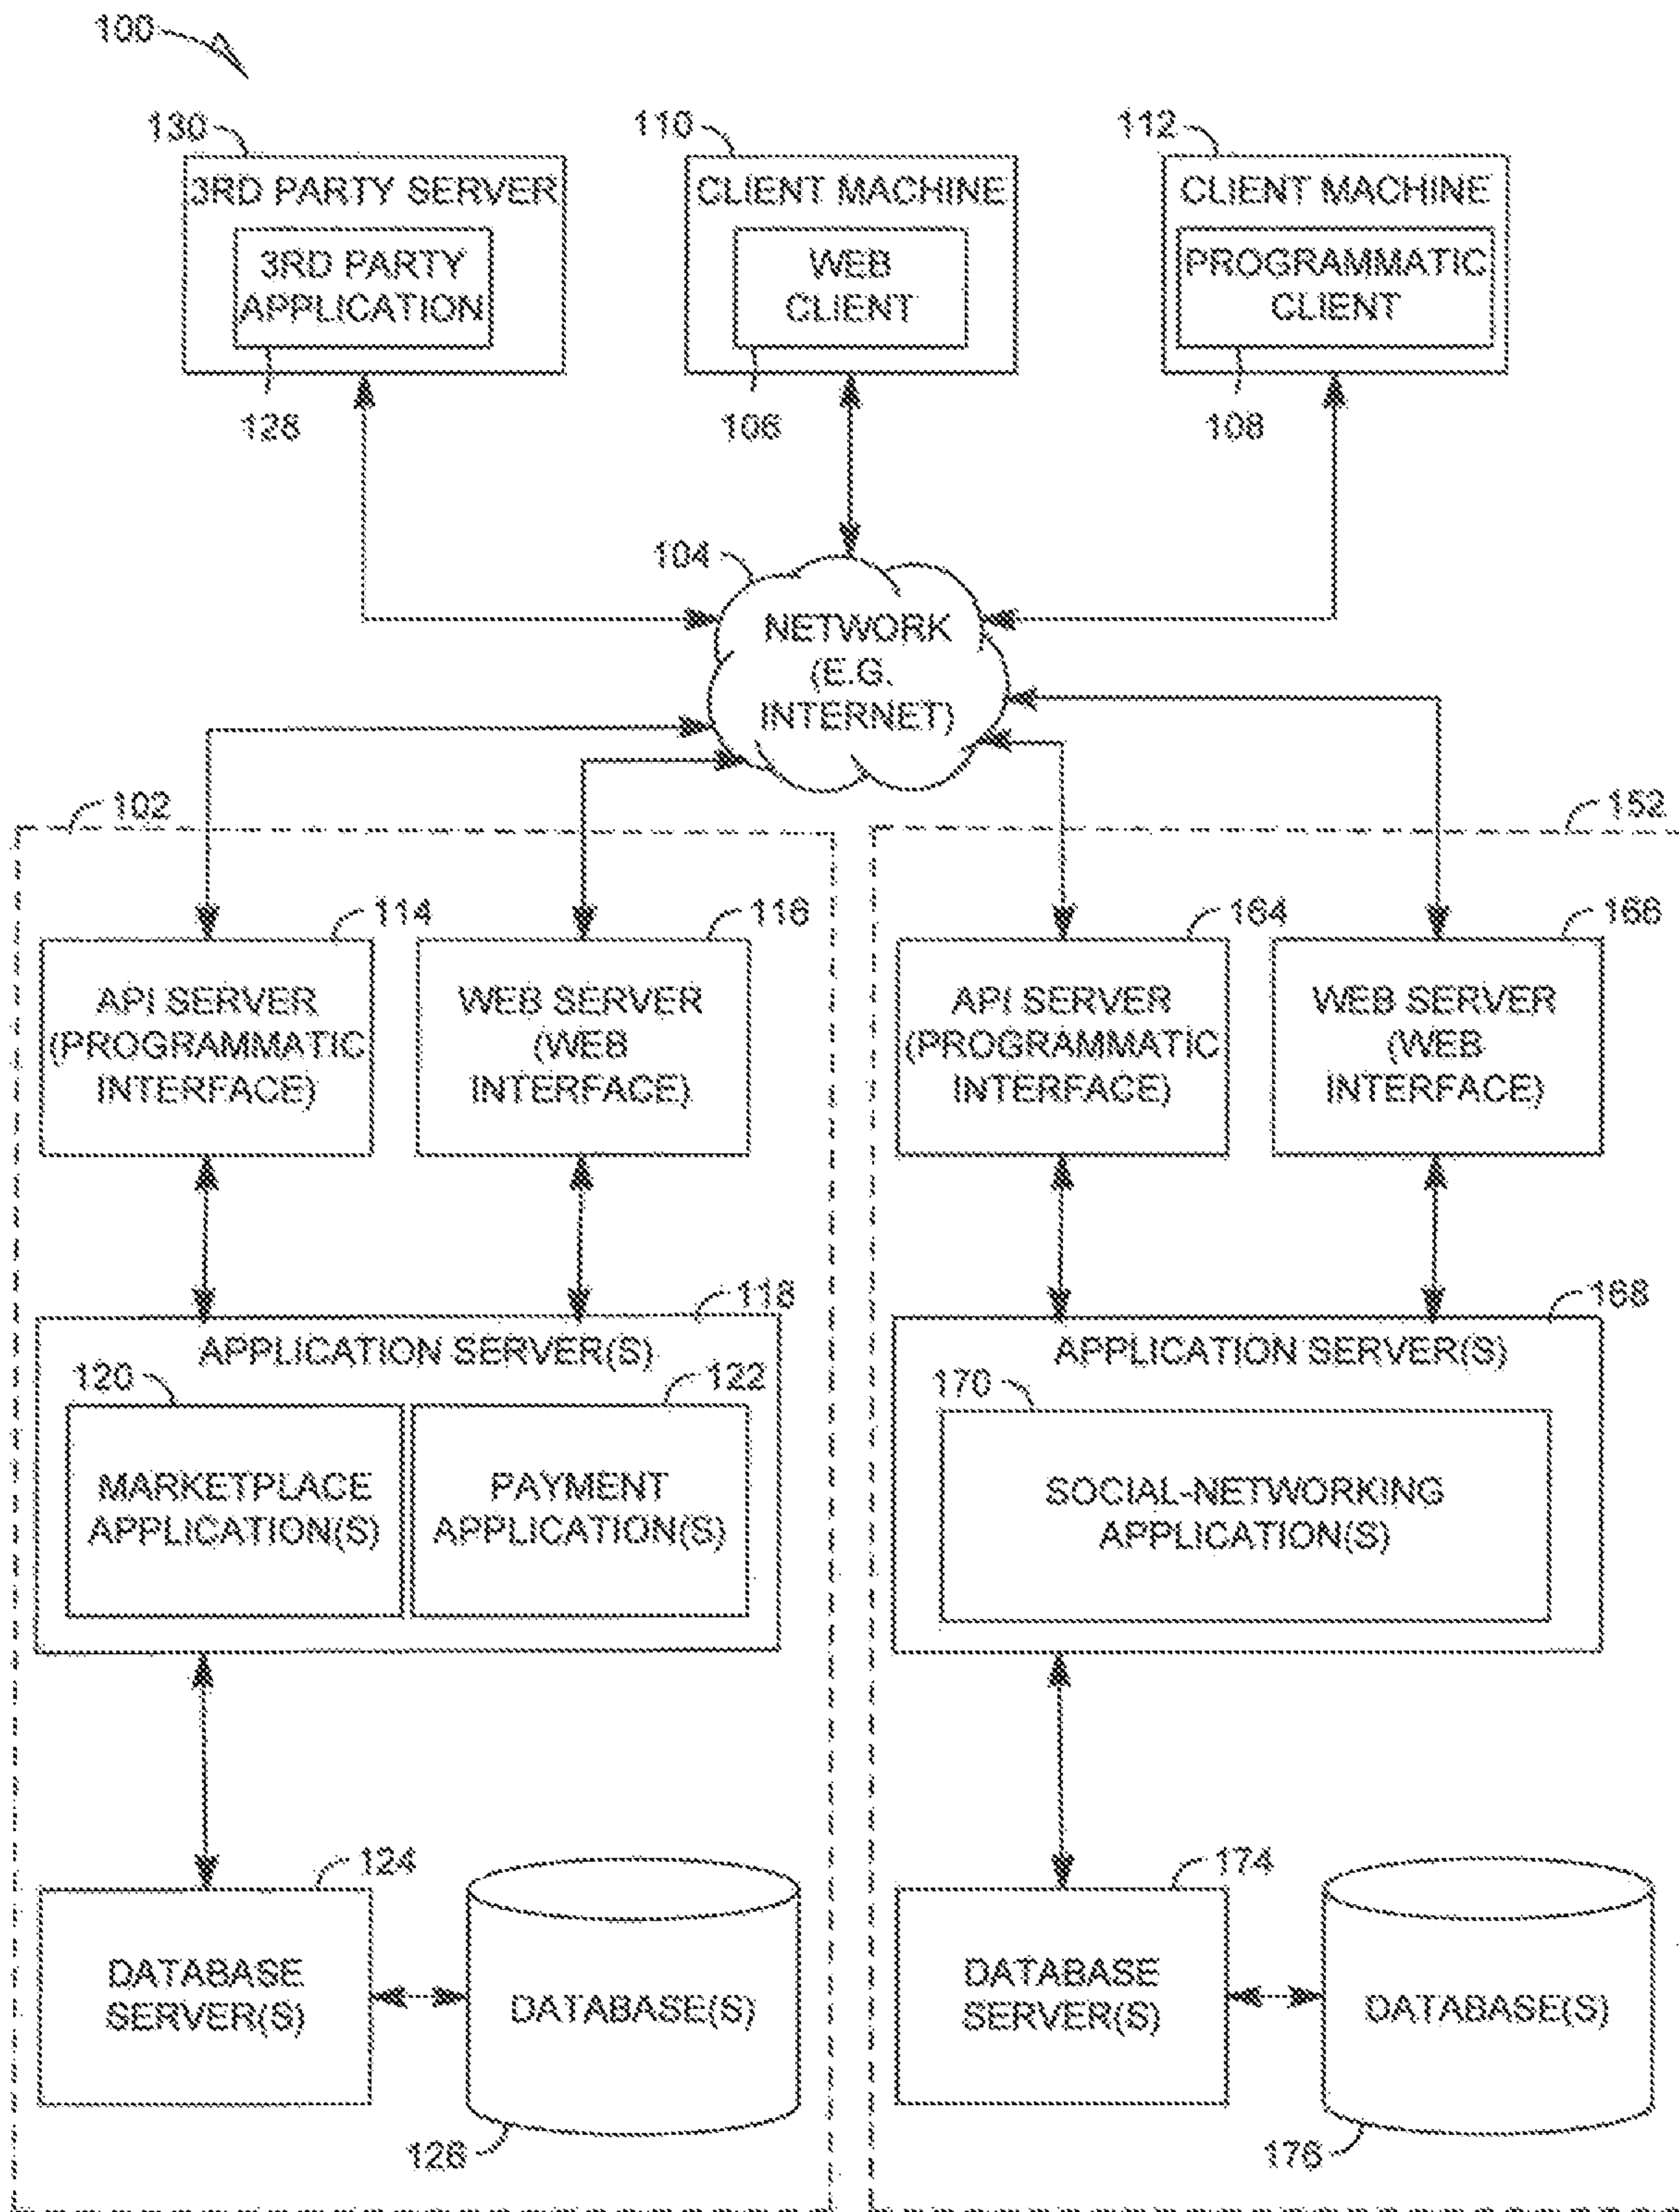 100
130
110
112
3RD PARTY SERVER
3RD PARTY
APPLICATION
128
CLIENT MACHINE
WEB
CLIENT
106
CLIENT MACHINE
PROGRAMMATIC
CLIENT
108
104
NETWORK
(E.G.
INTERNET)
102
152
114
116
164
166
API SERVER
(PROGRAMMATIC
INTERFACE)
WEB SERVER
(WEB
INTERFACE)
API SERVER
(PROGRAMMATIC
INTERFACE)
WEB SERVER
(WEB
INTERFACE)
118
168
APPLICATION SERVER(S)
120
122
MARKETPLACE
APPLICATION(S)
PAYMENT
APPLICATION(S)
APPLICATION SERVER(S)
170
SOCIAL-NETWORKING
APPLICATION(S)
124
174
DATABASE
SERVER(S)
DATABASE(S)
126
DATABASE
SERVER(S)
DATABASE(S)
176